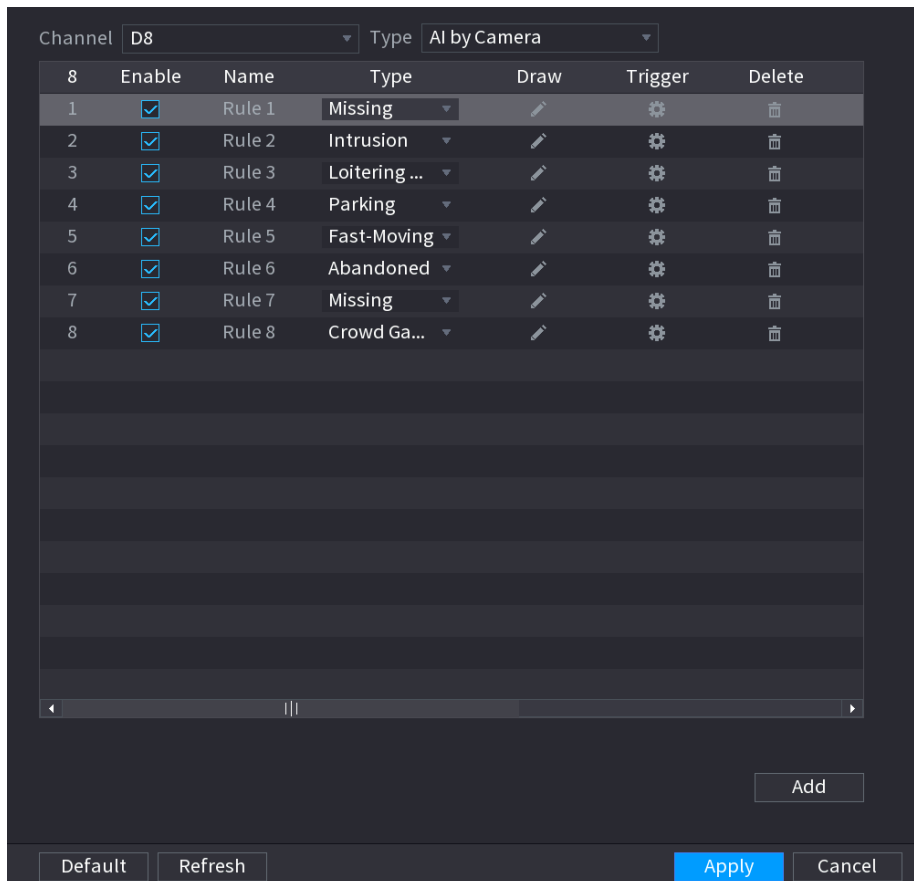 Channel D8 Type AI by Camera
8 Enable Name Type Draw Trigger Delete
1 Rule 1 Missing
2 Rule 2 Intrusion
3 Rule 3 Loitering ...
4 Rule 4 Parking
5 Rule 5 Fast-Moving
6 Rule 6 Abandoned
7 Rule 7 Missing
8 Rule 8 Crowd Ga...
Add
Default Refresh Apply Cancel